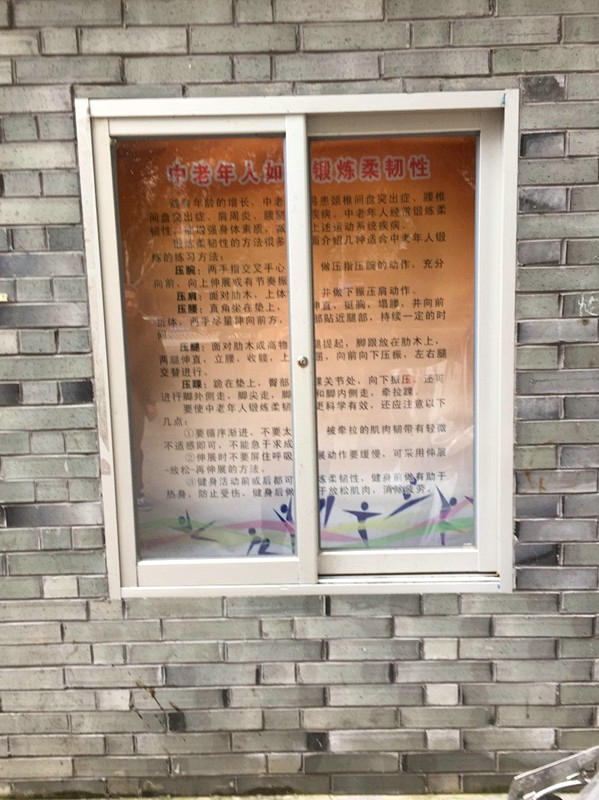 中老年人如 锻炼柔韧性
随着年龄的增长，中老 易患颈椎间盘突出症、腰椎
间盘突出症、肩周炎、腰 疾病。中老年人经常锻炼柔
韧性，能增强身体素质，减 上述运动系统疾病。
锻炼柔韧性的方法很多 面介绍几种适合中老年人锻
炼的练习方法：
压腕：两手指交叉手心 做压指压腕的动作，充分
向前，向上伸展或有节奏振
压肩：面对肋木，上体 并做下振压肩动作。
压腰：直角坐在垫上， 伸直，挺胸，塌腰，并向前
屈体，两手尽量伸向前方， 部贴近腿部，持续一定的时
间
压腿：面对肋木或高物 腿提起，脚跟放在肋木上，
两腿伸直，立腰，收髋，上 屈，向前向下压振，左右腿
交替进行。
压踝：跪在垫上，臀部 踝关节处，向下振压。还可
进行脚外侧走，脚尖走，脚 和脚内侧走，牵拉踝
要使中老年人锻炼柔韧 更科学有效，还应注意以下
几点：
①要循序渐进，不要太 被牵拉的肌肉韧带有轻微
不适感即可，不能急于求成
②伸展时不要屏住呼吸 展动作要缓慢，可采用伸展
-放松-再伸展的方法。
③健身活动前或后都可 炼柔韧性，健身前做有助于
热身，防止受伤，健身后做 于放松肌肉，消除疲劳。